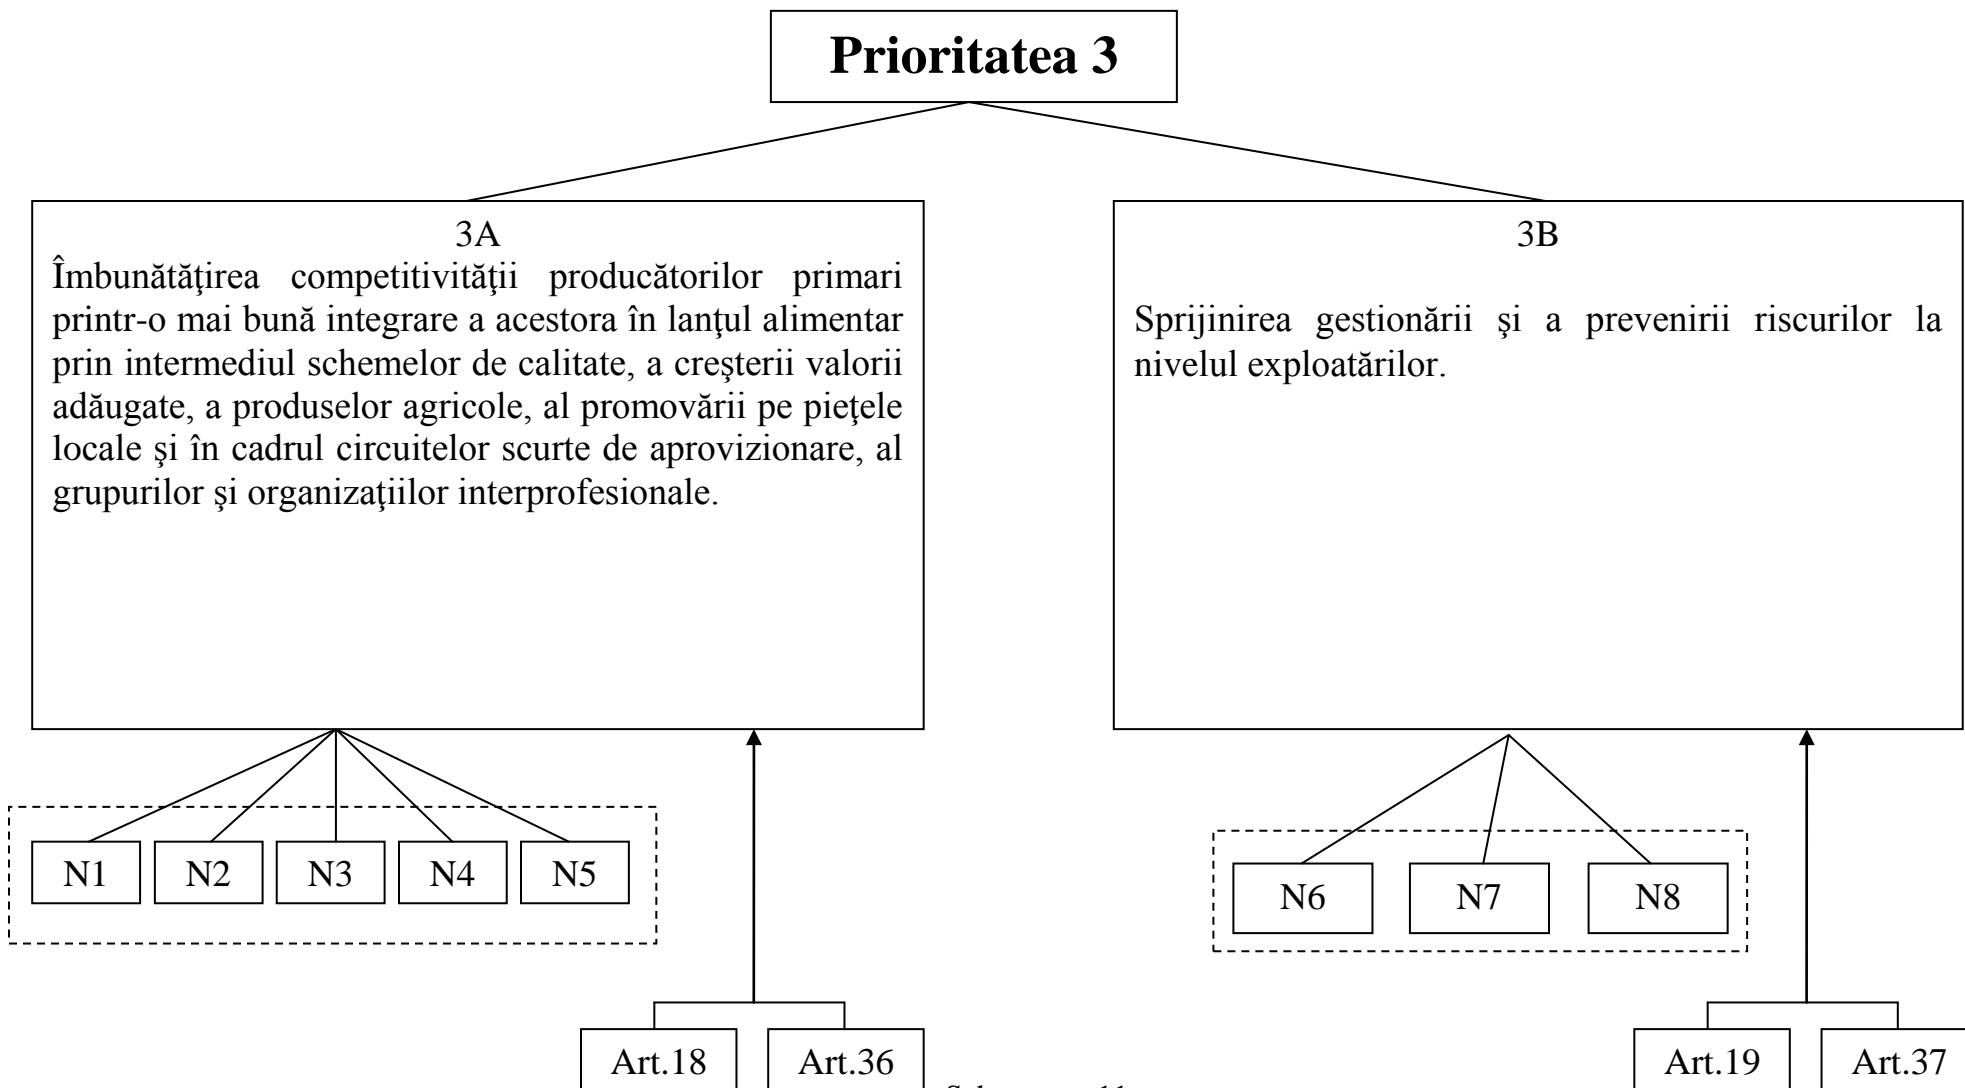 Prioritatea 3
3A
Îmbunătăţirea competitivităţii producătorilor primari
printr-o mai bună integrare a acestora în lanţul alimentar
prin intermediul schemelor de calitate, a creşterii valorii
adăugate, a produselor agricole, al promovării pe pieţele
locale şi în cadrul circuitelor scurte de aprovizionare, al
grupurilor şi organizaţiilor interprofesionale.
3B
Sprijinirea gestionării şi a prevenirii riscurilor la
nivelul exploatărilor.
N1 N2 N3 N4 N5
N6 N7 N8
Art.18 Art.36
Art.19 Art.37